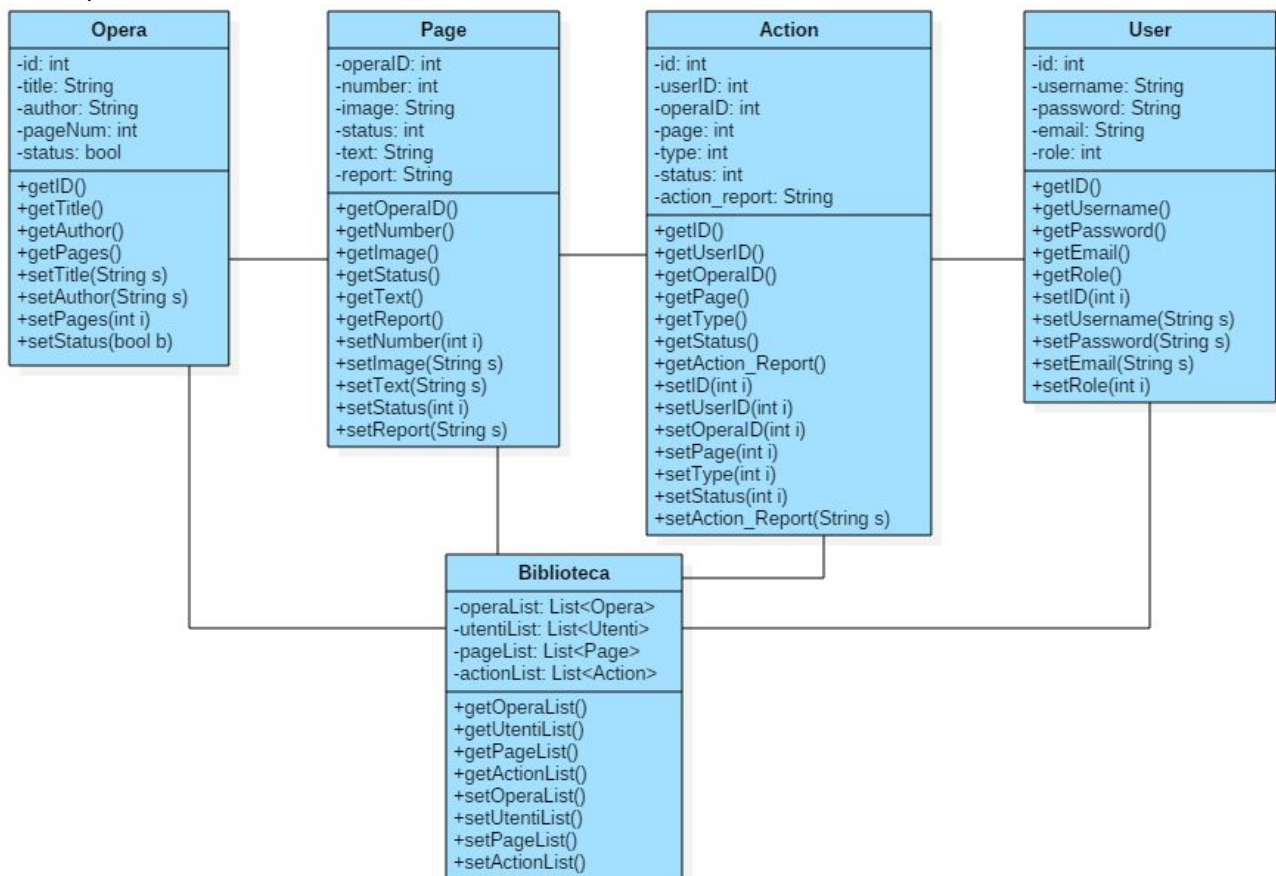 Opera
-id: int
-title: String
-author: String
-pageNum: int
-status: bool
+getID()
+getTitle()
+getAuthor()
+getPages()
+setTitle(String s)
+setAuthor(String s)
+setPages(int i)
+setStatus(bool b)
Page
-operaID: int
-number: int
-image: String
-status: int
-text: String
-report: String
+getOperaID()
+getNumber()
+getImage()
+getStatus()
+getText()
+getReport()
+setNumber(int i)
+setImage(String s)
+setText(String s)
+setStatus(int i)
+setReport(String s)
Action
-id: int
-userID: int
-operaID: int
-page: int
-type: int
-status: int
-action_report: String
+getID()
+getUserID()
+getOperaID()
+getPage()
+getType()
+getStatus()
+getAction_Report()
+setID(int i)
+setUserID(int i)
+setOperaID(int i)
+setPage(int i)
+setType(int i)
+setStatus(int i)
+setAction_Report(String s)
User
-id: int
-username: String
-password: String
-email: String
-role: int
+getID()
+getUsername()
+getPassword()
+getEmail()
+getRole()
+setID(int i)
+setUsername(String s)
+setPassword(String s)
+setEmail(String s)
+setRole(int i)
Biblioteca
-operaList: List<Opera>
-utentiList: List<Utenti>
-pageList: List<Page>
-actionList: List<Action>
+getOperaList()
+getUtentiList()
+getPageList()
+getActionList()
+setOperaList()
+setUtentiList()
+setPageList()
+setActionList()